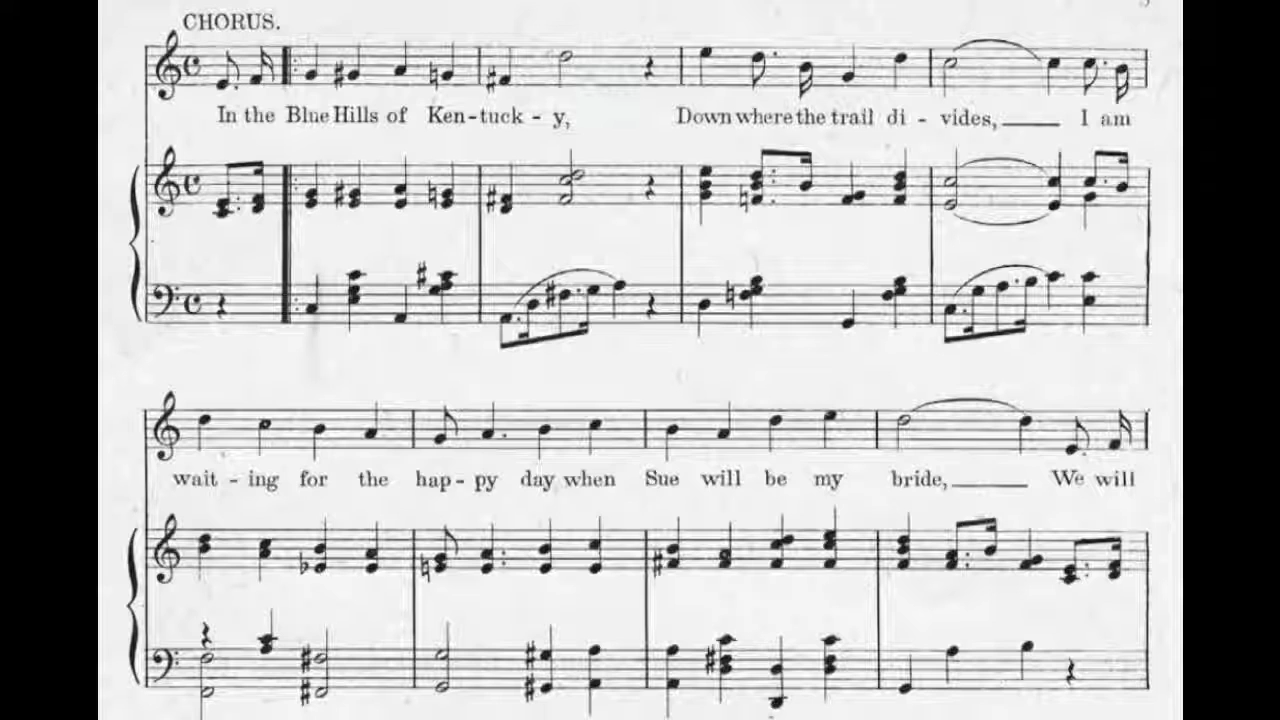 CHORUS.
In the Blue Hills of Ken-tuck-y, Down where the trail di-vides, I am
wait-ing for the hap-py day when Sue will be my bride, We will